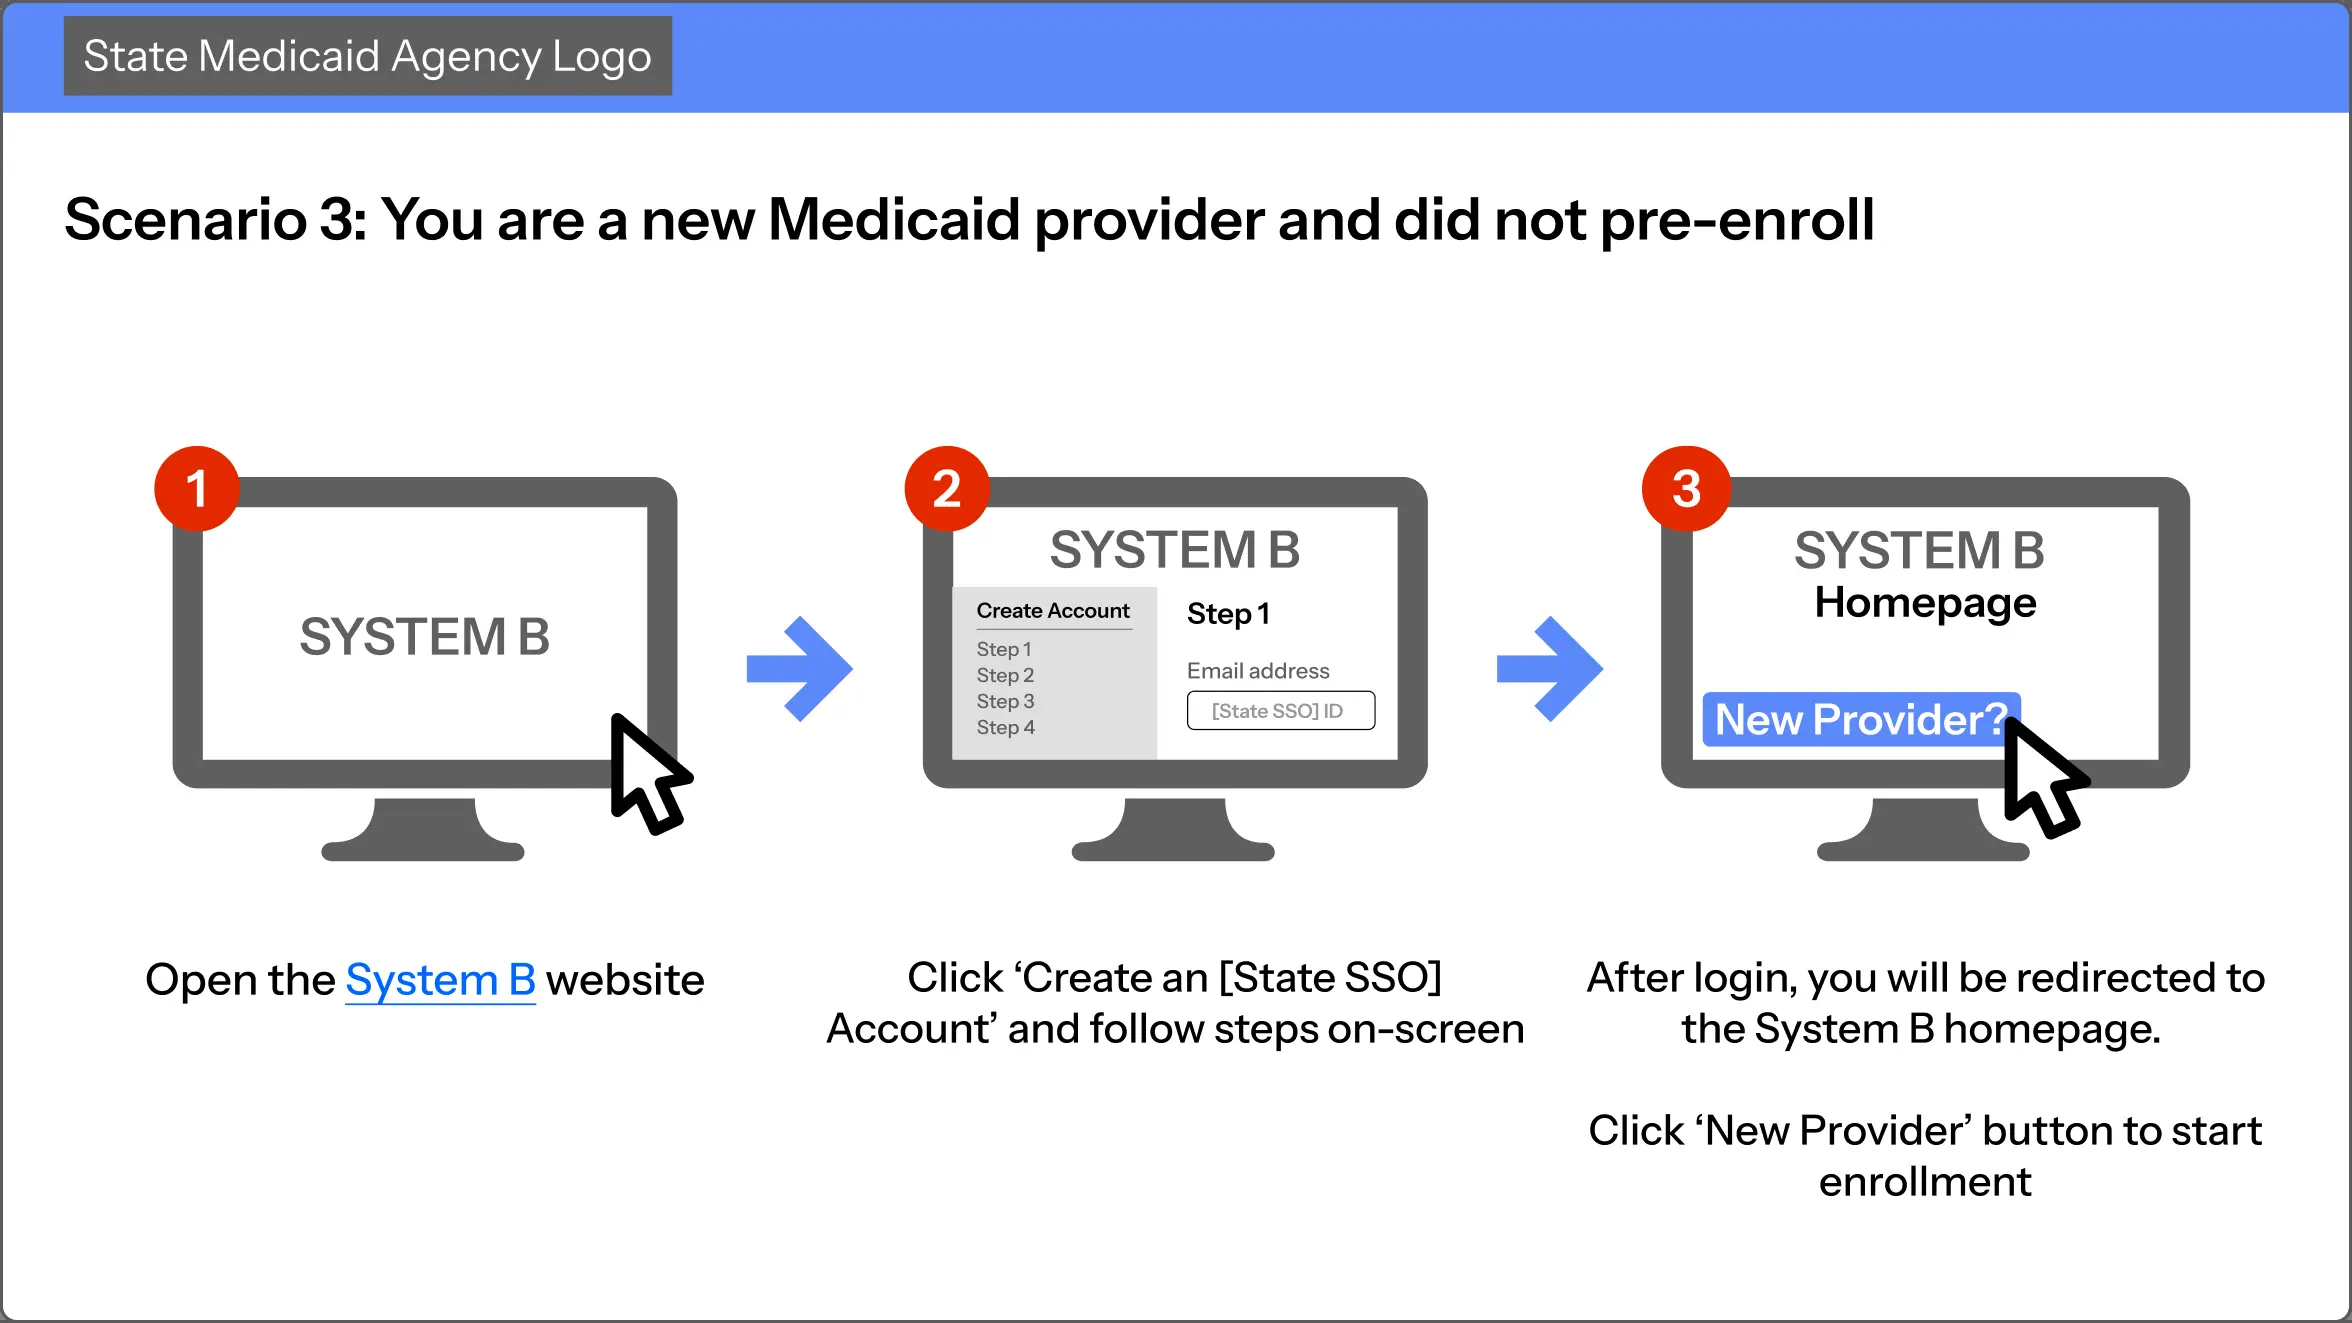 State Medicaid Agency Logo
Scenario 3: You are a new Medicaid provider and did not pre-enroll
1
SYSTEM B
Open the System B website
2
SYSTEM B
Create Account
Step 1
Step 2
Step 3
Step 4
Step 1
Email address
[State SSO] ID
Click ‘Create an [State SSO]
Account’ and follow steps on-screen
3
SYSTEM B
Homepage
New Provider?
After login, you will be redirected to
the System B homepage.
Click ‘New Provider’ button to start
enrollment